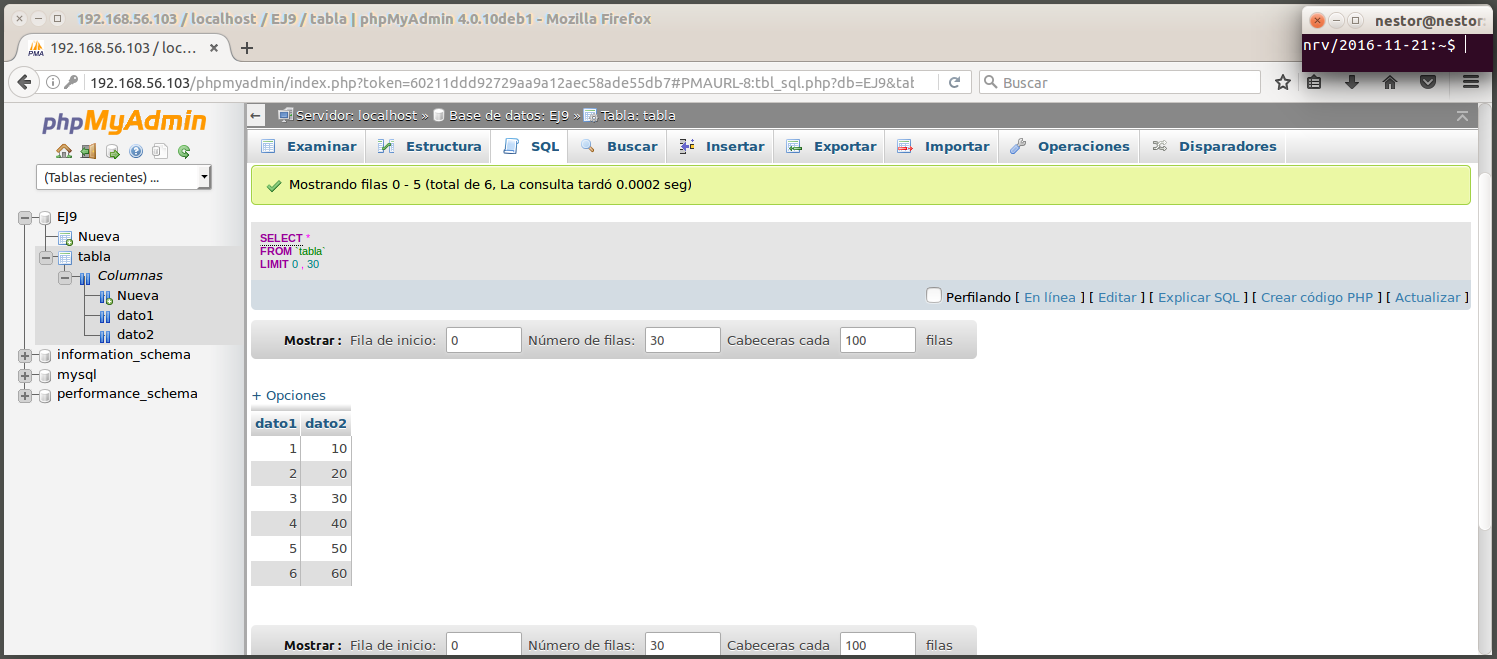 192.168.56.103 / localhost / EJ9 / tabla | phpMyAdmin 4.0.10deb1 - Mozilla Firefox
nestor@nestor:
nrv/2016-11-21:~$
PMA 192.168.56.103 / loc...
192.168.56.103/phpmyadmin/index.php?token=60211ddd92729aa9a12aec58ade55db7#PMAURL-8:tbl_sql.php?db=EJ9&tab
Buscar
phpMyAdmin
(Tablas recientes) ...
EJ9
Nueva
tabla
Columnas
Nueva
dato1
dato2
information_schema
mysql
performance_schema
Servidor: localhost » Base de datos: EJ9 » Tabla: tabla
Examinar Estructura SQL Buscar Insertar Exportar Importar Operaciones Disparadores
Mostrando filas 0 - 5 (total de 6, La consulta tardó 0.0002 seg)
SELECT *
FROM `tabla`
LIMIT 0 , 30
Perfilando [ En línea ] [ Editar ] [ Explicar SQL ] [ Crear código PHP ] [ Actualizar ]
Mostrar : Fila de inicio: 0 Número de filas: 30 Cabeceras cada 100 filas
+ Opciones
dato1 dato2
1 10
2 20
3 30
4 40
5 50
6 60
Mostrar : Fila de inicio: 0 Número de filas: 30 Cabeceras cada 100 filas